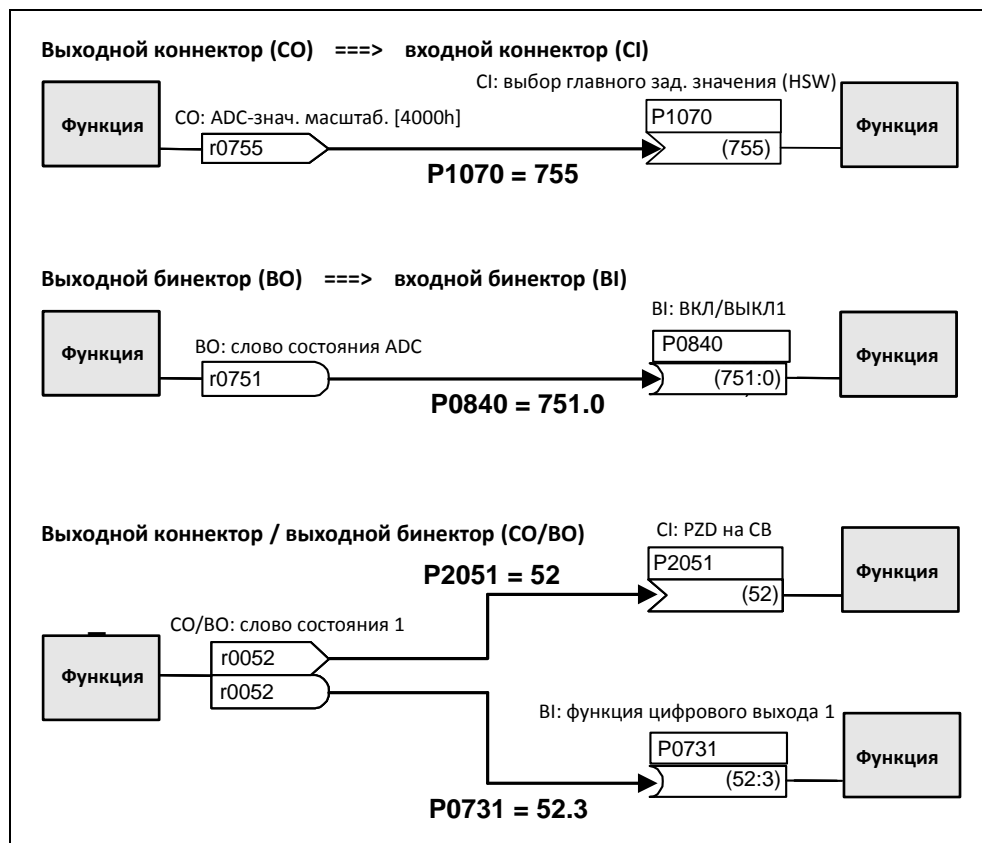 Выходной коннектор (CO) ===> входной коннектор (CI)
CI: выбор главного зад. значения (HSW)
Функция
CO: ADC-знач. масштаб. [4000h]
r0755
P1070
(755)
Функция
P1070 = 755
Выходной бинектор (BO) ===> входной бинектор (BI)
BI: ВКЛ/ВЫКЛ1
Функция
BO: слово состояния ADC
r0751
P0840
(751:0)
Функция
P0840 = 751.0
Выходной коннектор / выходной бинектор (CO/BO)
CI: PZD на CB
P2051 = 52
P2051
(52)
Функция
CO/BO: слово состояния 1
Функция
r0052
r0052
BI: функция цифрового выхода 1
P0731
(52:3)
Функция
P0731 = 52.3